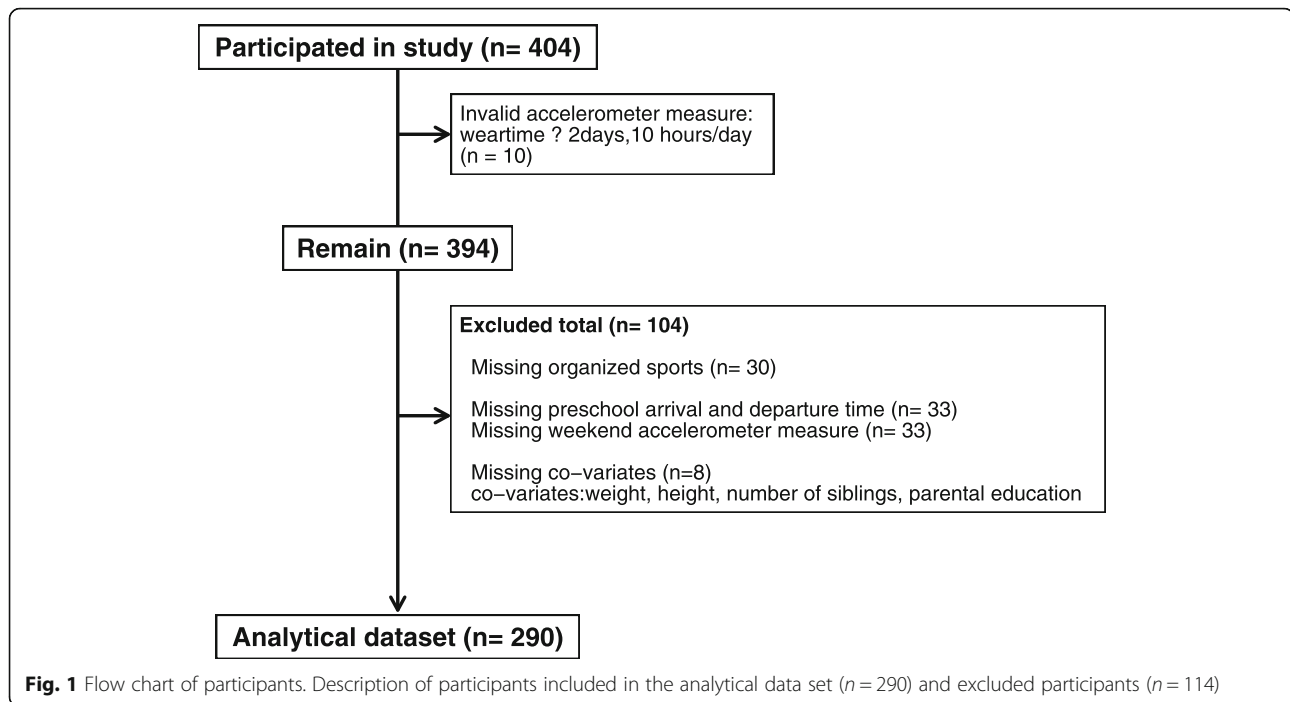 Participated in study (n= 404)
Invalid accelerometer measure:
weartime ? 2days,10 hours/day
(n = 10)
Remain (n= 394)
Excluded total (n= 104)
Missing organized sports (n= 30)
Missing preschool arrival and departure time (n= 33)
Missing weekend accelerometer measure (n= 33)
Missing co−variates (n=8)
co−variates:weight, height, number of siblings, parental education
Analytical dataset (n= 290)
Fig. 1 Flow chart of participants. Description of participants included in the analytical data set (n = 290) and excluded participants (n = 114)